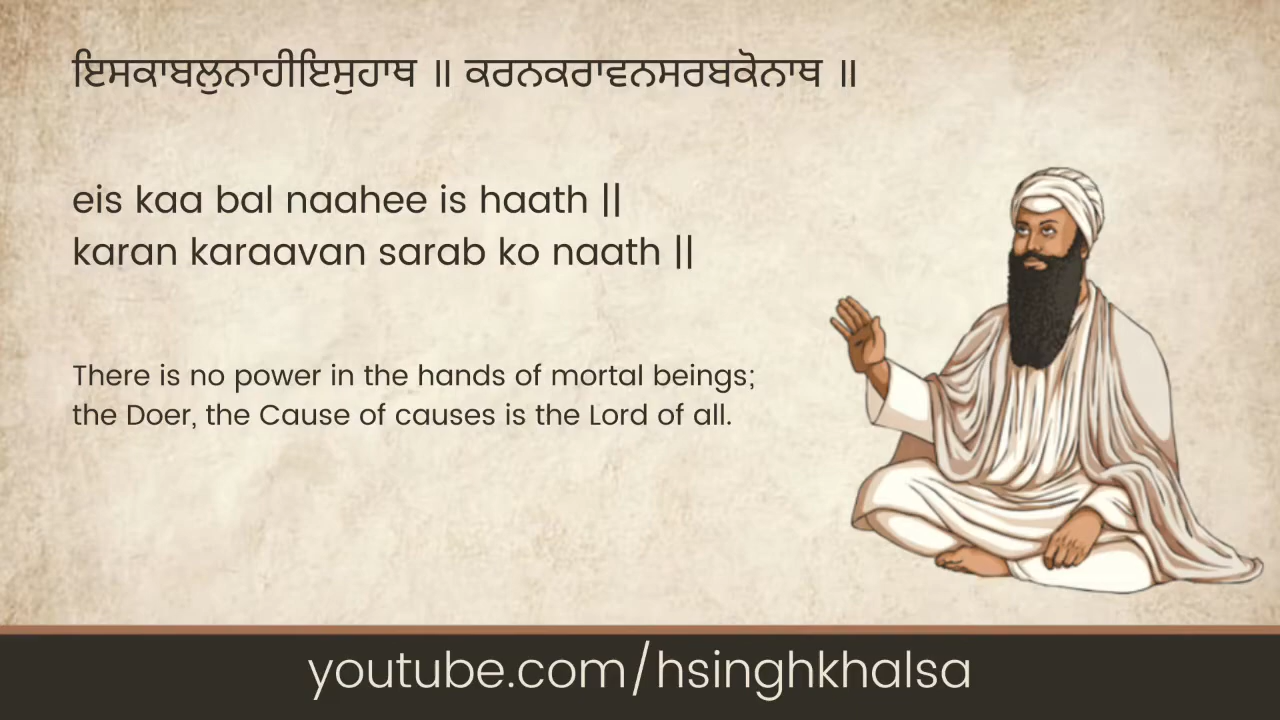 ਇਸਕਾਬਲੁਨਾਹੀਇਸੁਹਾਥ ॥ ਕਰਨਕਰਾਵਨਸਰਬਕੋਨਾਥ ॥
eis kaa bal naahee is haath ||
karan karaavan sarab ko naath ||
There is no power in the hands of mortal beings;
the Doer, the Cause of causes is the Lord of all.
youtube.com/hsinghkhalsa